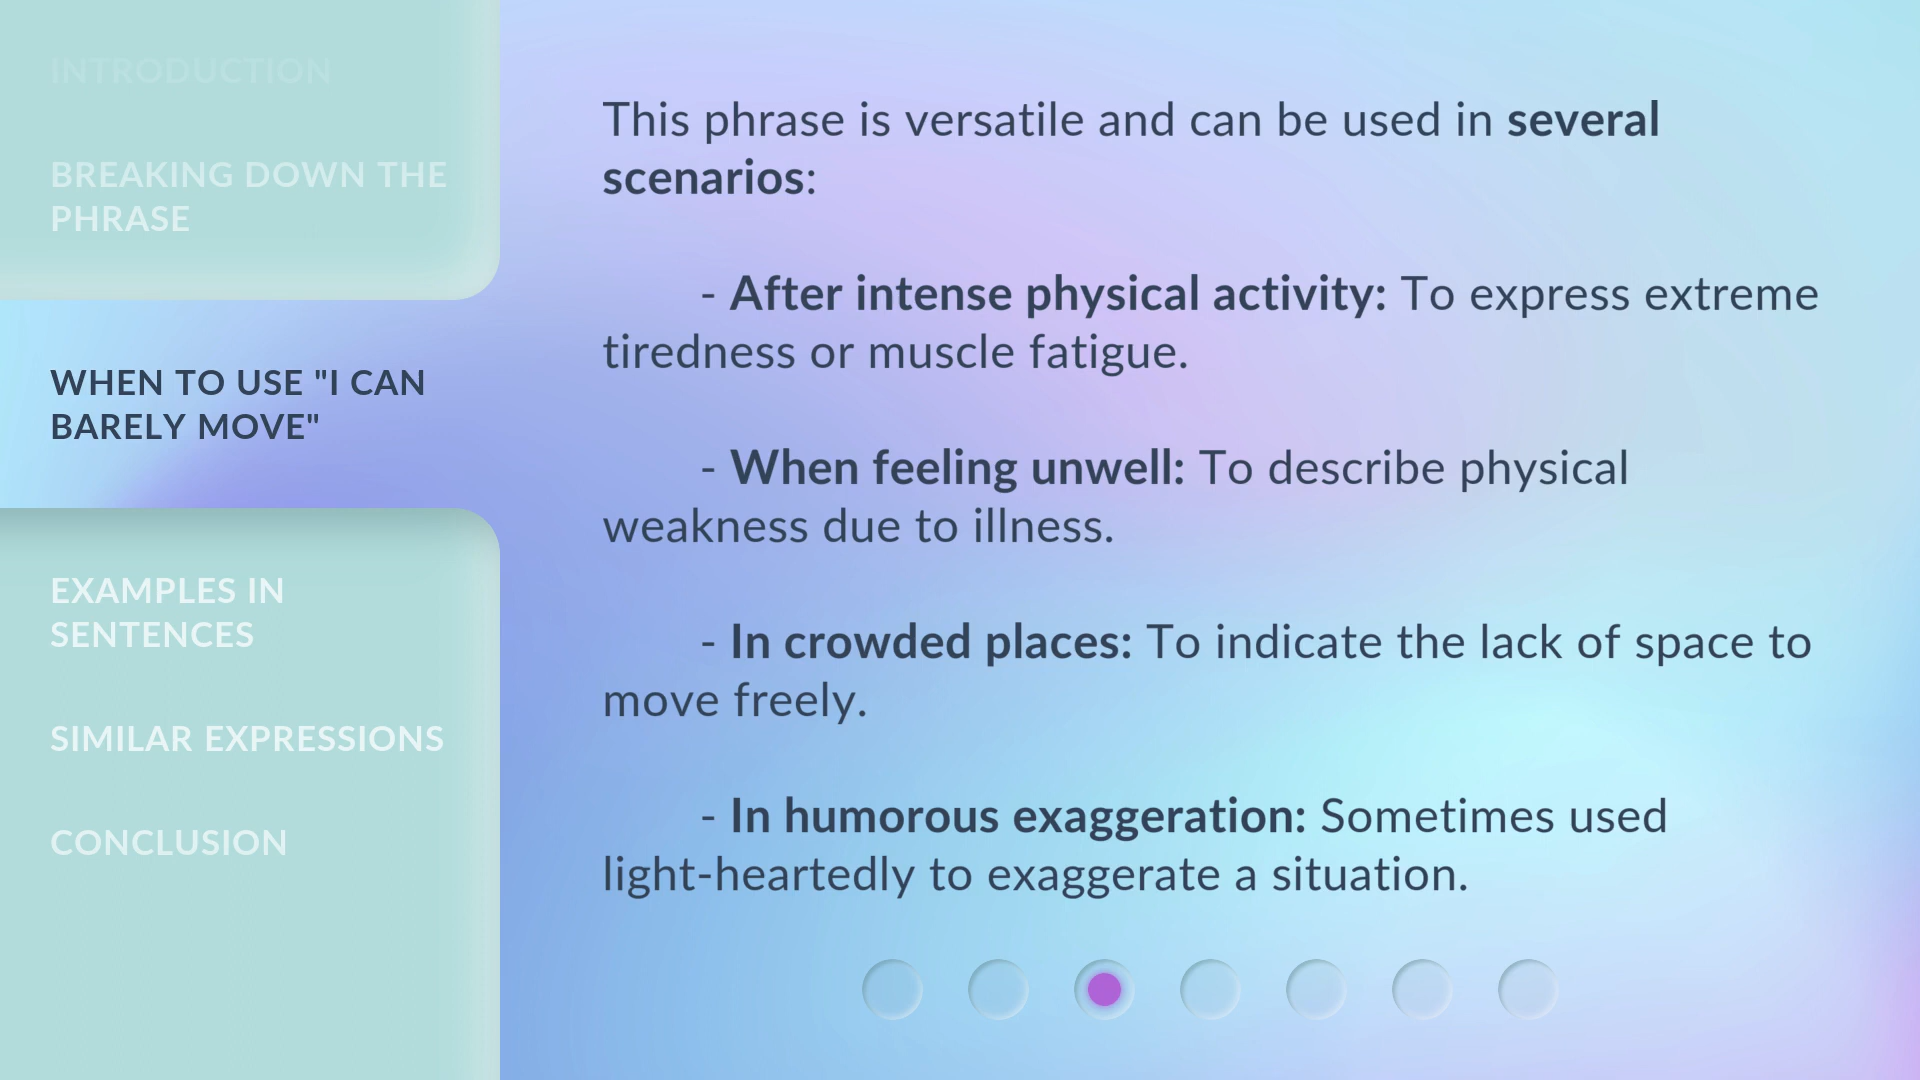 INTRODUCTION
BREAKING DOWN THE
PHRASE
WHEN TO USE "I CAN
BARELY MOVE"
EXAMPLES IN
SENTENCES
SIMILAR EXPRESSIONS
CONCLUSION
This phrase is versatile and can be used in several
scenarios:
- After intense physical activity: To express extreme
tiredness or muscle fatigue.
- When feeling unwell: To describe physical
weakness due to illness.
- In crowded places: To indicate the lack of space to
move freely.
- In humorous exaggeration: Sometimes used
light-heartedly to exaggerate a situation.